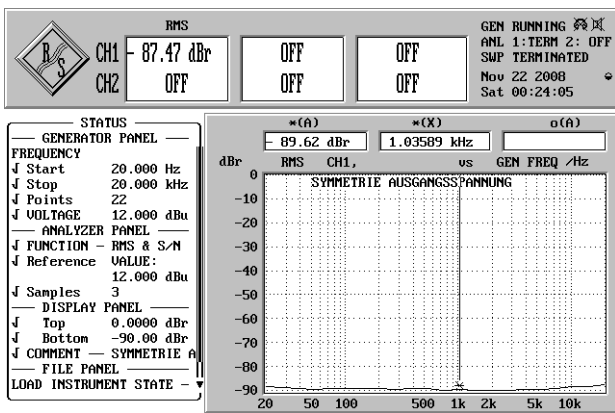 RMS
CH1 - 87.47 dBr OFF OFF
CH2 OFF OFF OFF
R S
GEN RUNNING
ANL 1:TERM 2: OFF
SWP TERMINATED
Nov 22 2008
Sat 00:24:05
STATUS
GENERATOR PANEL
FREQUENCY
Start 20.000 Hz
Stop 20.000 kHz
Points 22
VOLTAGE 12.000 dBu
ANALYZER PANEL
FUNCTION - RMS & S/N
Reference VALUE:
12.000 dBu
Samples 3
DISPLAY PANEL
Top 0.0000 dBr
Bottom -90.00 dBr
COMMENT — SYMMETRIE A
FILE PANEL
LOAD INSTRUMENT STATE -
*(A) *(X) o(A)
- 89.62 dBr 1.03589 kHz
dBr RMS CH1, vs GEN FREQ /Hz
SYMMETRIE AUSGANGSSPANNUNG
0
-10
-20
-30
-40
-50
-60
-70
-80
-90
20 50 100 500 1k 2k 5k 10k